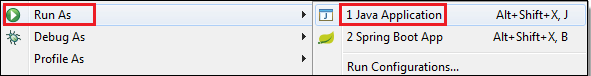 Run As
Debug As
Profile As
1 Java Application Alt+Shift+X, J
2 Spring Boot App Alt+Shift+X, B
Run Configurations...